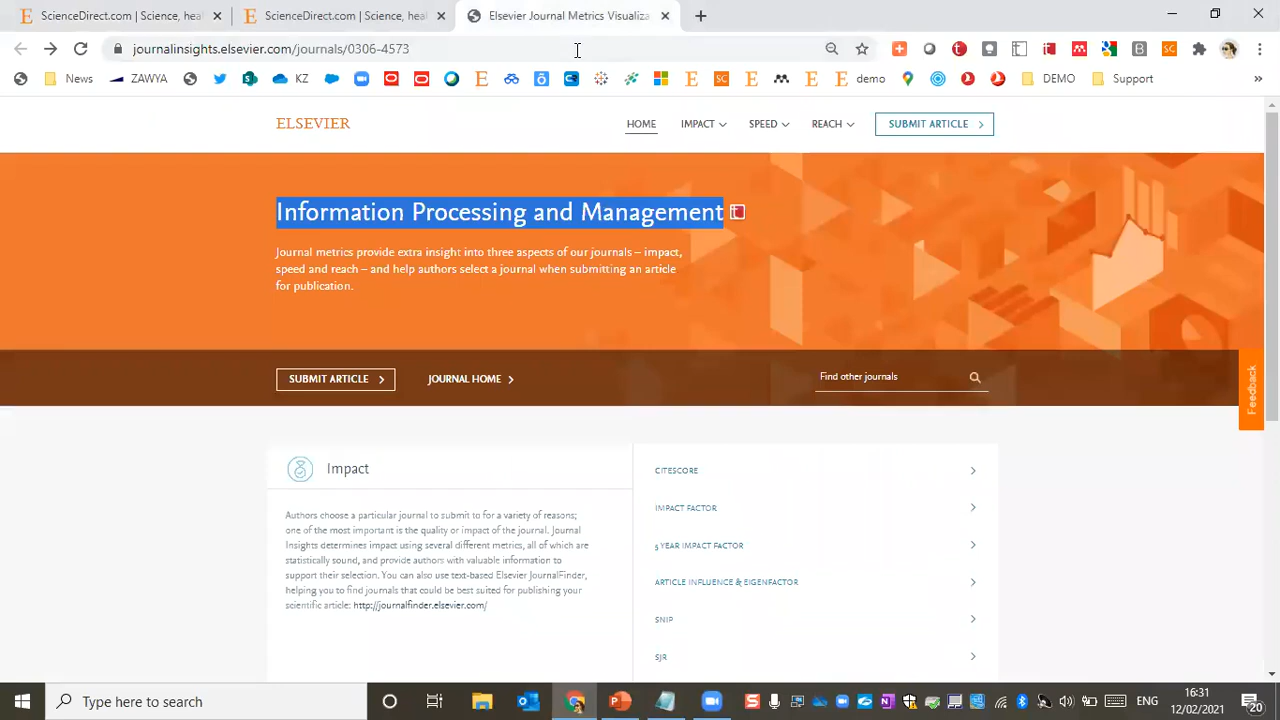 ScienceDirect.com | Science, heal
ScienceDirect.com | Science, heal
Elsevier Journal Metrics Visualiza
journalinsights.elsevier.com/journals/0306-4573
News
ZAWYA
KZ
demo
DEMO
Support
ELSEVIER
HOME
IMPACT
SPEED
REACH
SUBMIT ARTICLE
Information Processing and Management
Journal metrics provide extra insight into three aspects of our journals – impact,
speed and reach – and help authors select a journal when submitting an article
for publication.
SUBMIT ARTICLE
JOURNAL HOME
Find other journals
Feedback
Impact
Authors choose a particular journal to submit to for a variety of reasons;
one of the most important is the quality or impact of the journal. Journal
Insights determines impact using several different metrics, all of which are
statistically sound, and provide authors with valuable information to
support their selection. You can also use text-based Elsevier JournalFinder,
helping you to find journals that could be best suited for publishing your
scientific article: http://journalfinder.elsevier.com/
CITESCORE
IMPACT FACTOR
5 YEAR IMPACT FACTOR
ARTICLE INFLUENCE & EIGENFACTOR
SNIP
SJR
Type here to search
ENG
16:31
12/02/2021
20